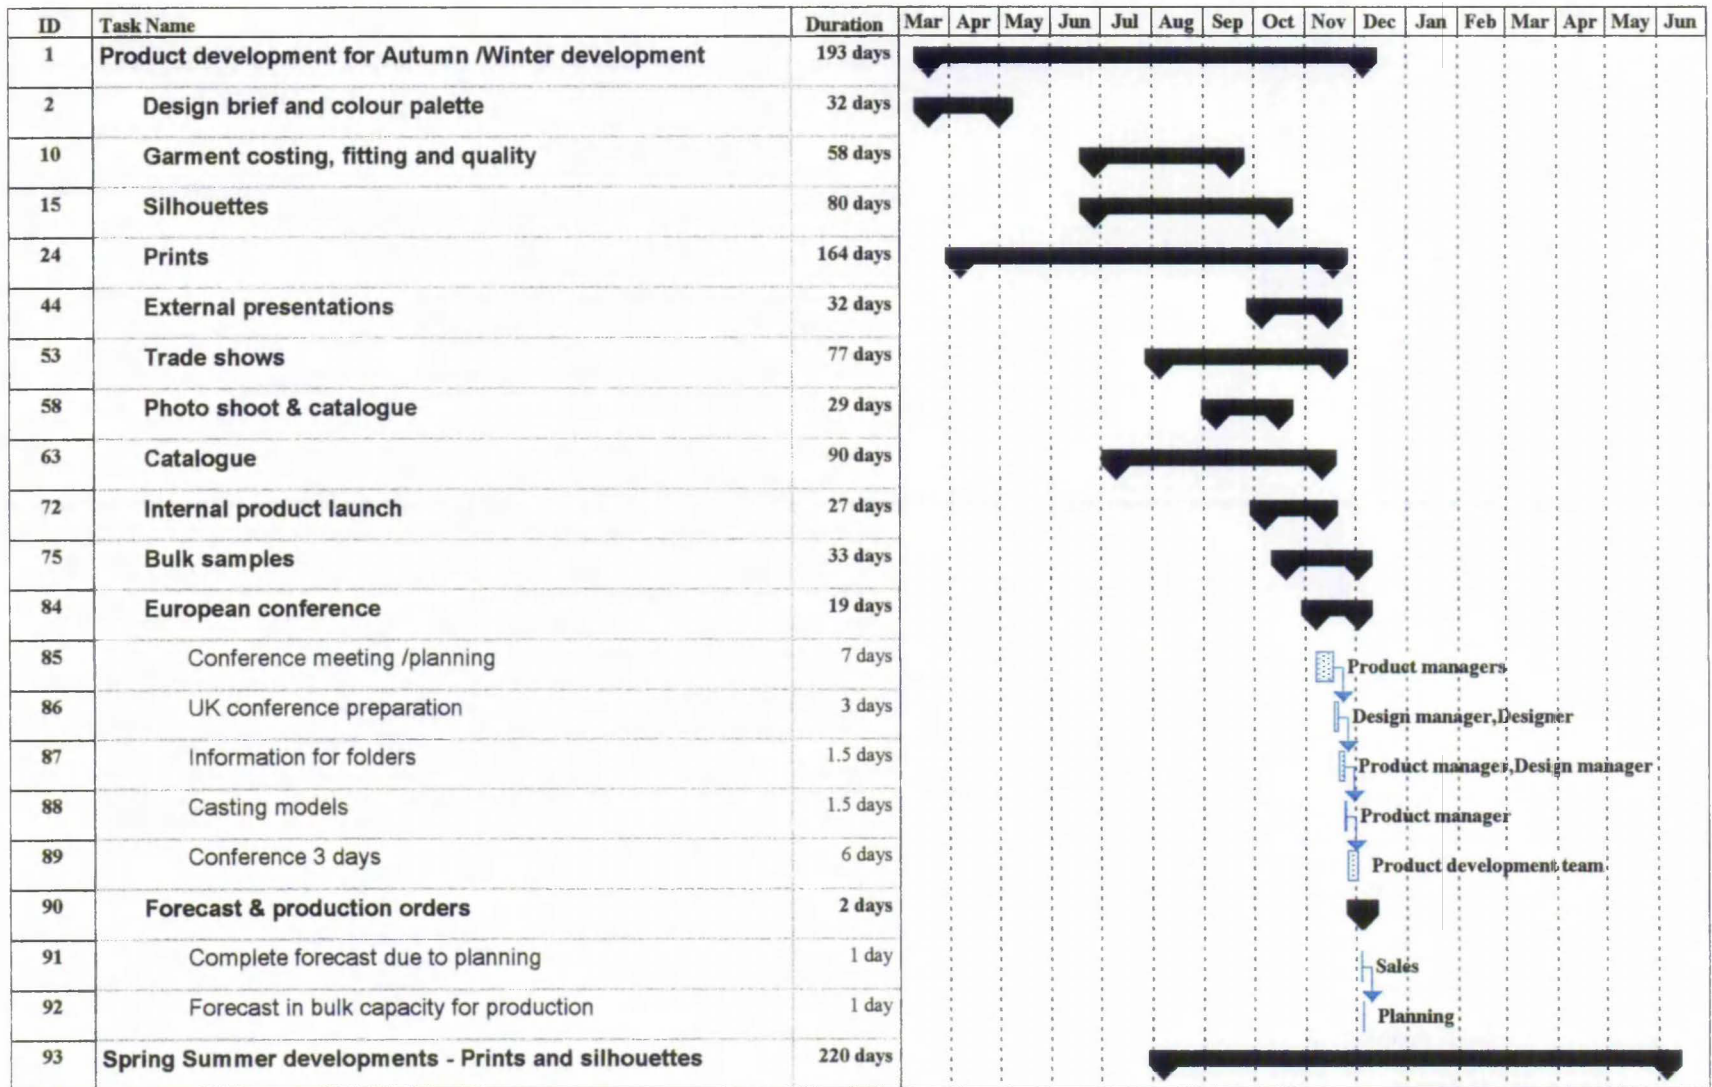 ID Task Name Duration Mar Apr May Jun Jul Aug Sep Oct Nov Dec Jan Feb Mar Apr May Jun
1 Product development for Autumn /Winter development 193 days
2 Design brief and colour palette 32 days
10 Garment costing, fitting and quality 58 days
15 Silhouettes 80 days
24 Prints 164 days
44 External presentations 32 days
53 Trade shows 77 days
58 Photo shoot & catalogue 29 days
63 Catalogue 90 days
72 Internal product launch 27 days
75 Bulk samples 33 days
84 European conference 19 days
85 Conference meeting /planning 7 days Product managers
86 UK conference preparation 3 days Design manager,Designer
87 Information for folders 1.5 days Product manager,Design manager
88 Casting models 1.5 days Product manager
89 Conference 3 days 6 days Product development team
90 Forecast & production orders 2 days
91 Complete forecast due to planning 1 day Sales
92 Forecast in bulk capacity for production 1 day Planning
93 Spring Summer developments - Prints and silhouettes 220 days